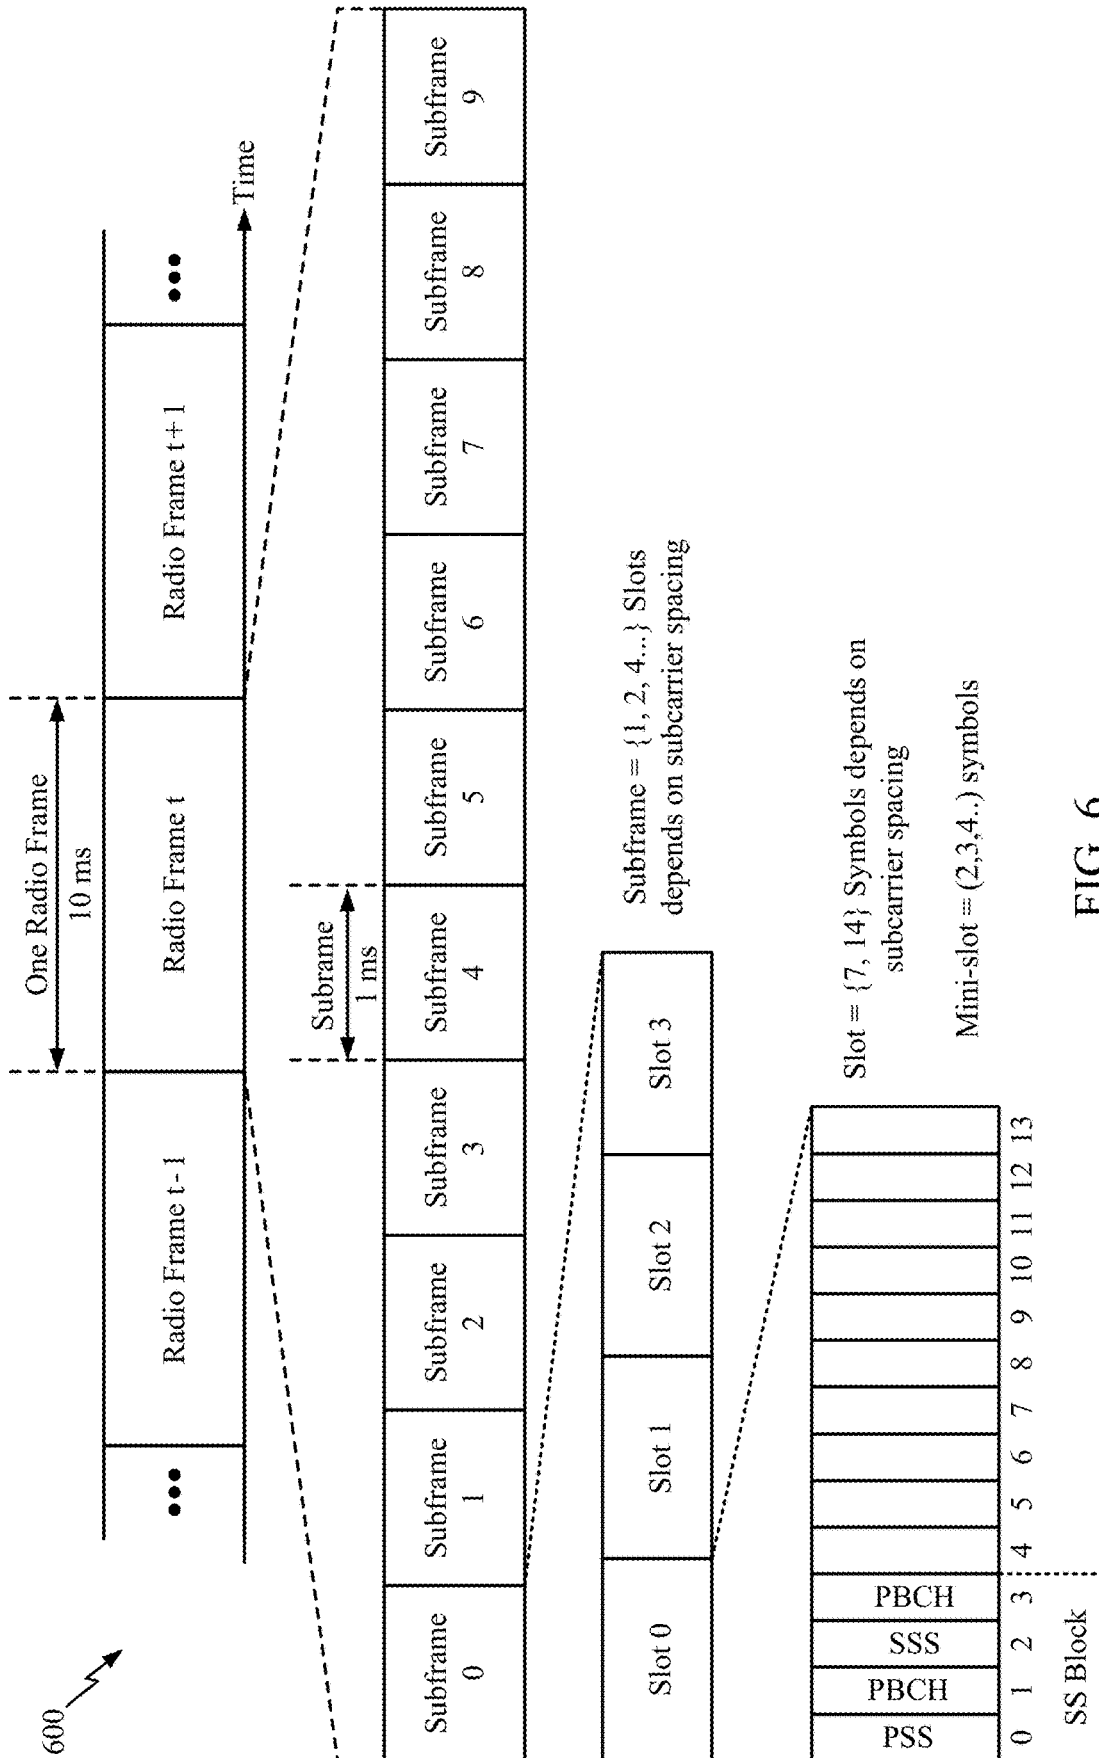 600
One Radio Frame
10 ms
Radio Frame t-1
Radio Frame t
Radio Frame t+1
Time
Subrame
1 ms
Subframe
0
Subframe
1
Subframe
2
Subframe
3
Subframe
4
Subframe
5
Subframe
6
Subframe
7
Subframe
8
Subframe
9
Slot 0
Slot 1
Slot 2
Slot 3
Subframe = {1, 2, 4...} Slots
depends on subcarrier spacing
PSS
PBCH
SSS
PBCH
0 1 2 3 4 5 6 7 8 9 10 11 12 13
SS Block
Slot = {7, 14} Symbols depends on
subcarrier spacing
Mini-slot = (2,3,4..) symbols
FIG. 6